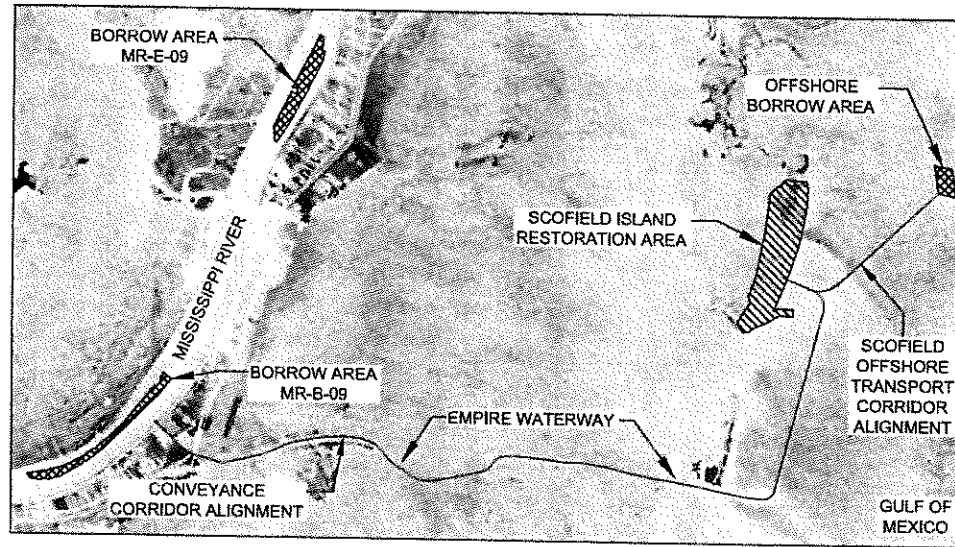 BORROW AREA
MR-E-09
OFFSHORE
BORROW AREA
SCOFIELD ISLAND
RESTORATION AREA
MISSISSIPPI RIVER
BORROW AREA
MR-B-09
SCOFIELD
OFFSHORE
TRANSPORT
CORRIDOR
ALIGNMENT
EMPIRE WATERWAY
CONVEYANCE
CORRIDOR ALIGNMENT
GULF OF
MEXICO